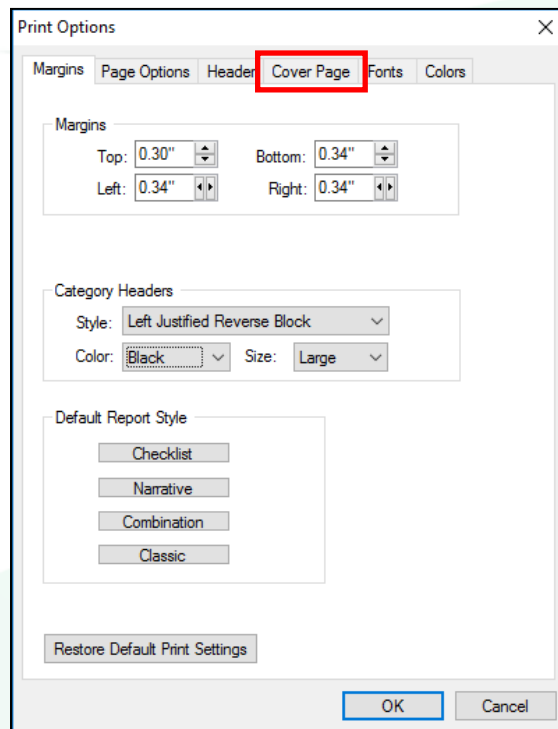 Print Options
Margins Page Options Header Cover Page Fonts Colors
Margins
Top: 0.30" Bottom: 0.34"
Left: 0.34" Right: 0.34"
Category Headers
Style: Left Justified Reverse Block
Color: Black Size: Large
Default Report Style
Checklist
Narrative
Combination
Classic
Restore Default Print Settings
OK Cancel